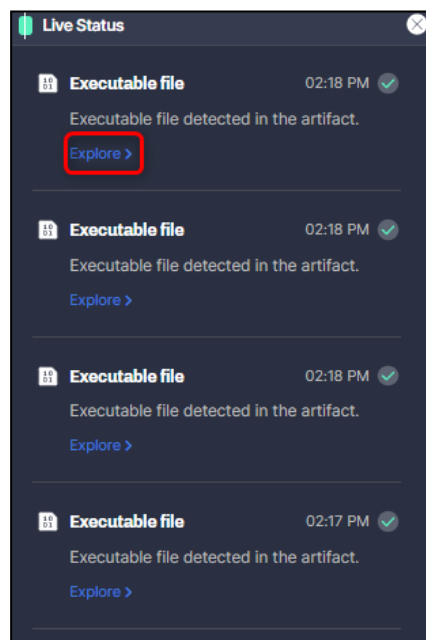 Live Status
Executable file 02:18 PM
Executable file detected in the artifact.
Explore >
Executable file 02:18 PM
Executable file detected in the artifact.
Explore >
Executable file 02:18 PM
Executable file detected in the artifact.
Explore >
Executable file 02:17 PM
Executable file detected in the artifact.
Explore >